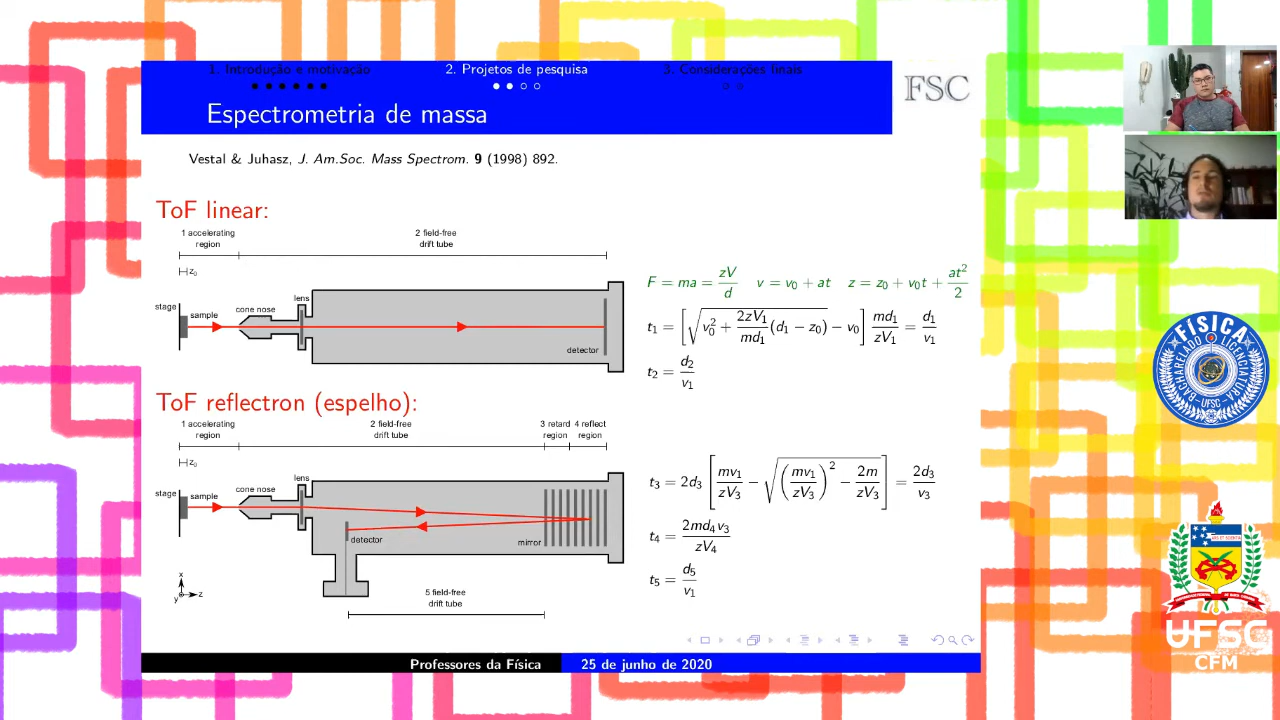 1. Introdução e motivação
2. Projetos de pesquisa
3. Considerações finais
FSC
Espectrometria de massa
Vestal & Juhasz, J. Am.Soc. Mass Spectrom. 9 (1998) 892.
ToF linear:
1 accelerating
region
2 field-free
drift tube
z₀
stage
sample
cone nose
lens
detector
F = ma = zV/d   v = v₀ + at   z = z₀ + v₀t + at²/2
t₁ = [√(v₀² + 2zV₁/md₁ (d₁ − z₀)) − v₀] md₁/zV₁ = d₁/v₁
t₂ = d₂/v₁
ToF reflectron (espelho):
1 accelerating
region
2 field-free
drift tube
3 retard
region
4 reflect
region
z₀
stage
sample
cone nose
lens
detector
mirror
x
y
z
5 field-free
drift tube
t₃ = 2d₃ [mv₁/zV₃ − √((mv₁/zV₃)² − 2m/zV₃)] = 2d₃/v₃
t₄ = 2md₄v₃/zV₄
t₅ = d₅/v₁
Professores da Física
25 de junho de 2020
FÍSICA
BACHARELADO
LICENCIATURA
-UFSC-
UFSC
CFM